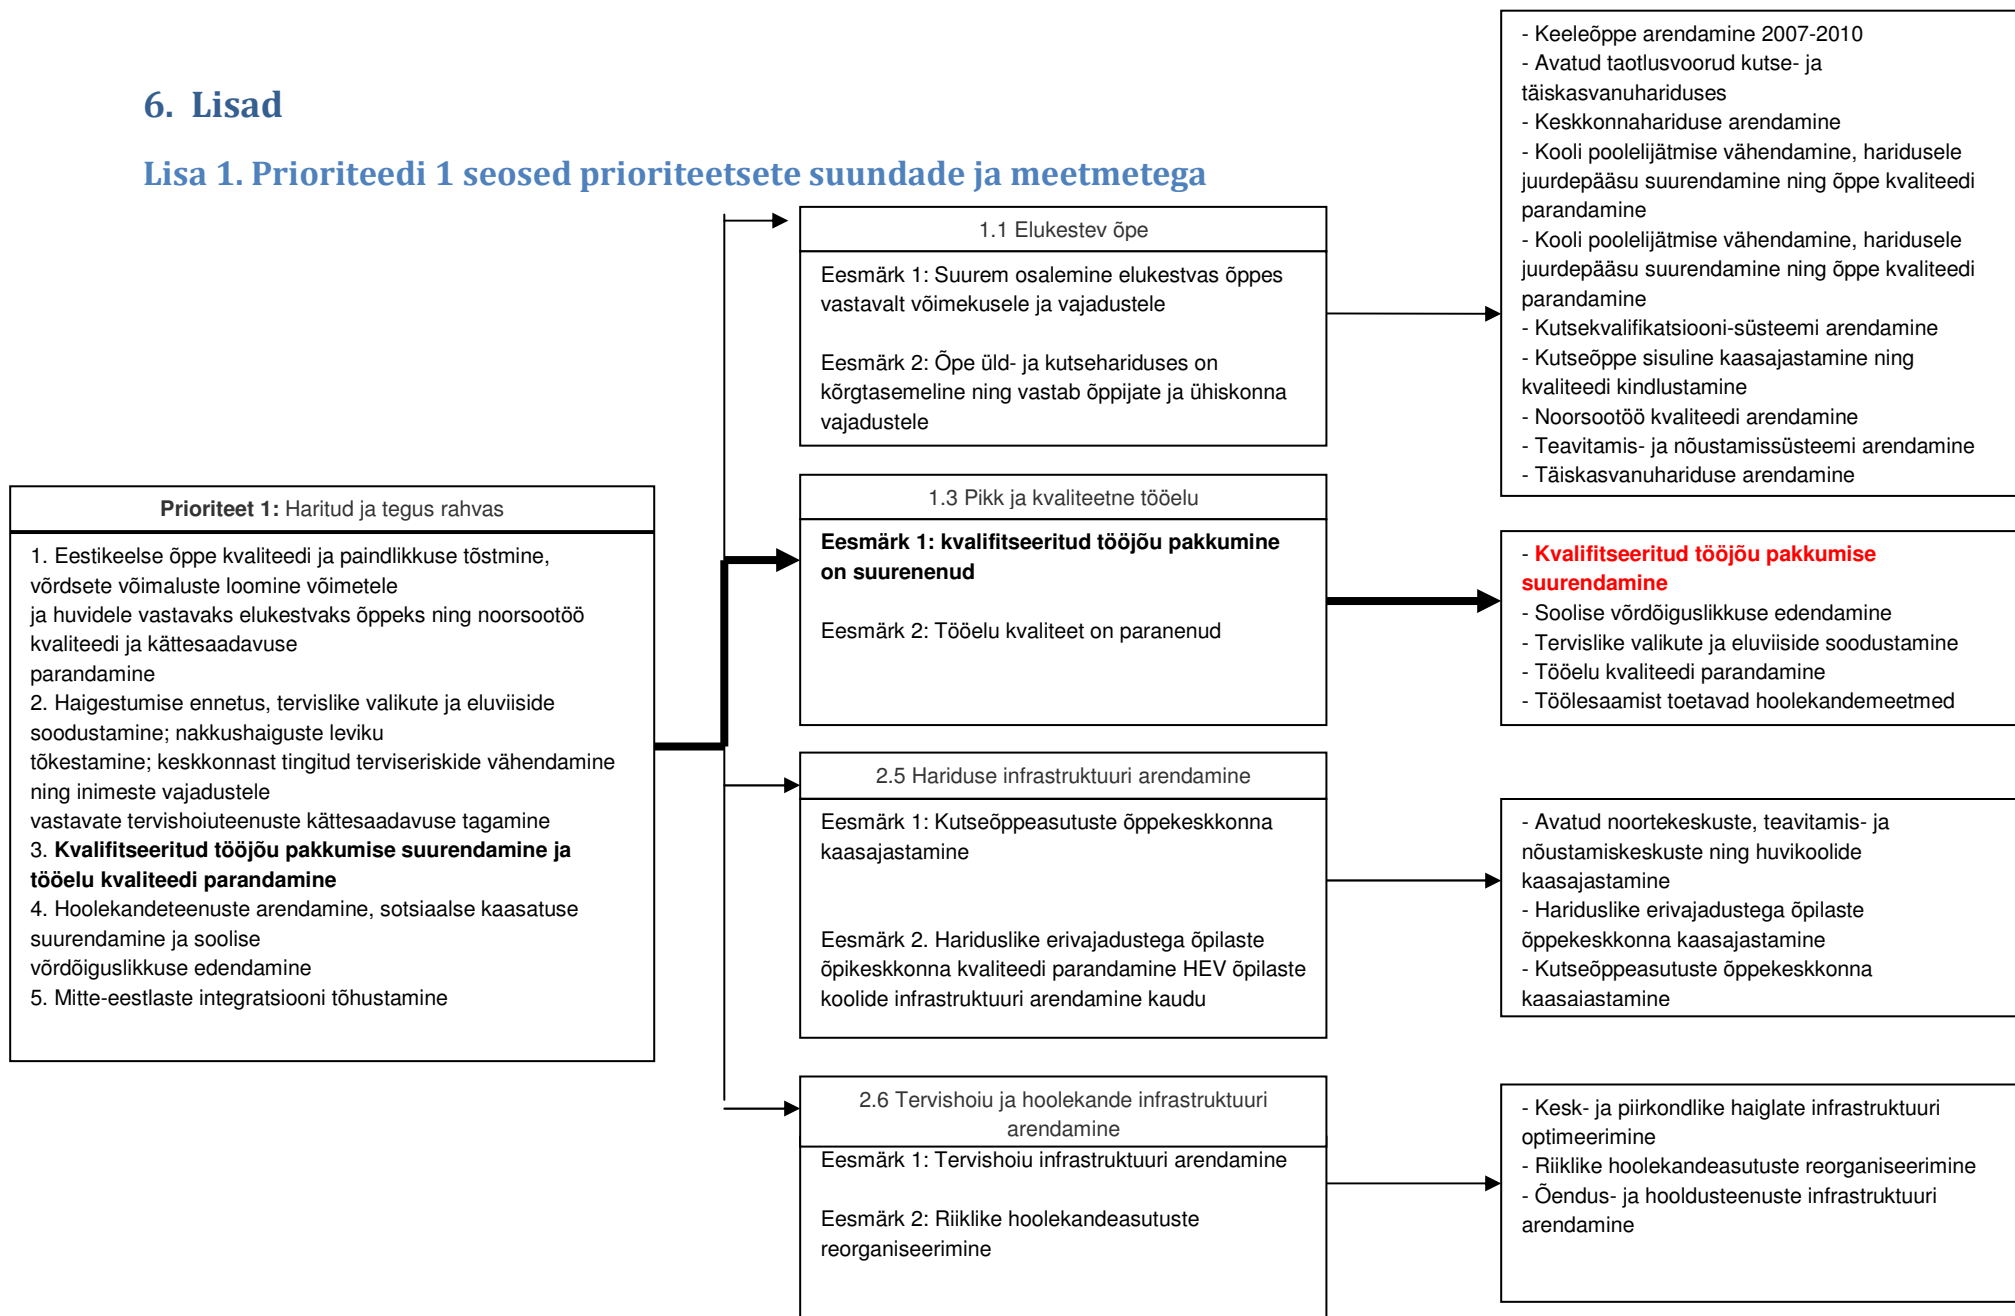 6. Lisad
Lisa 1. Prioriteedi 1 seosed prioriteetsete suundade ja meetmetega
Prioriteet 1: Haritud ja tegus rahvas
1. Eestikeelse õppe kvaliteedi ja paindlikkuse tõstmine,
võrdsete võimaluste loomine võimetele
ja huvidele vastavaks elukestvaks õppeks ning noorsootöö
kvaliteedi ja kättesaadavuse
parandamine
2. Haigestumise ennetus, tervislike valikute ja eluviiside
soodustamine; nakkushaiguste leviku
tõkestamine; keskkonnast tingitud terviseriskide vähendamine
ning inimeste vajadustele
vastavate tervishoiuteenuste kättesaadavuse tagamine
3. Kvalifitseeritud tööjõu pakkumise suurendamine ja
tööelu kvaliteedi parandamine
4. Hoolekandeteenuste arendamine, sotsiaalse kaasatuse
suurendamine ja soolise
võrdõiguslikkuse edendamine
5. Mitte-eestlaste integratsiooni tõhustamine
1.1 Elukestev õpe
Eesmärk 1: Suurem osalemine elukestvas õppes
vastavalt võimekusele ja vajadustele
Eesmärk 2: Õpe üld- ja kutsehariduses on
kõrgtasemeline ning vastab õppijate ja ühiskonna
vajadustele
1.3 Pikk ja kvaliteetne tööelu
Eesmärk 1: kvalifitseeritud tööjõu pakkumine
on suurenenud
Eesmärk 2: Tööelu kvaliteet on paranenud
2.5 Hariduse infrastruktuuri arendamine
Eesmärk 1: Kutseõppeasutuste õppekeskkonna
kaasajastamine
Eesmärk 2. Hariduslike erivajadustega õpilaste
õpikeskkonna kvaliteedi parandamine HEV õpilaste
koolide infrastruktuuri arendamine kaudu
2.6 Tervishoiu ja hoolekande infrastruktuuri
arendamine
Eesmärk 1: Tervishoiu infrastruktuuri arendamine
Eesmärk 2: Riiklike hoolekandeasutuste
reorganiseerimine
- Keeleõppe arendamine 2007-2010
- Avatud taotlusvoorud kutse- ja
täiskasvanuhariduses
- Keskkonnahariduse arendamine
- Kooli poolelijätmise vähendamine, haridusele
juurdepääsu suurendamine ning õppe kvaliteedi
parandamine
- Kooli poolelijätmise vähendamine, haridusele
juurdepääsu suurendamine ning õppe kvaliteedi
parandamine
- Kutsekvalifikatsiooni-süsteemi arendamine
- Kutseõppe sisuline kaasajastamine ning
kvaliteedi kindlustamine
- Noorsootöö kvaliteedi arendamine
- Teavitamis- ja nõustamissüsteemi arendamine
- Täiskasvanuhariduse arendamine
- Kvalifitseeritud tööjõu pakkumise
suurendamine
- Soolise võrdõiguslikkuse edendamine
- Tervislike valikute ja eluviiside soodustamine
- Tööelu kvaliteedi parandamine
- Töölesaamist toetavad hoolekandemeetmed
- Avatud noortekeskuste, teavitamis- ja
nõustamiskeskuste ning huvikoolide
kaasajastamine
- Hariduslike erivajadustega õpilaste
õppekeskkonna kaasajastamine
- Kutseõppeasutuste õppekeskkonna
kaasajastamine
- Kesk- ja piirkondlike haiglate infrastruktuuri
optimeerimine
- Riiklike hoolekandeasutuste reorganiseerimine
- Õendus- ja hooldusteenuste infrastruktuuri
arendamine